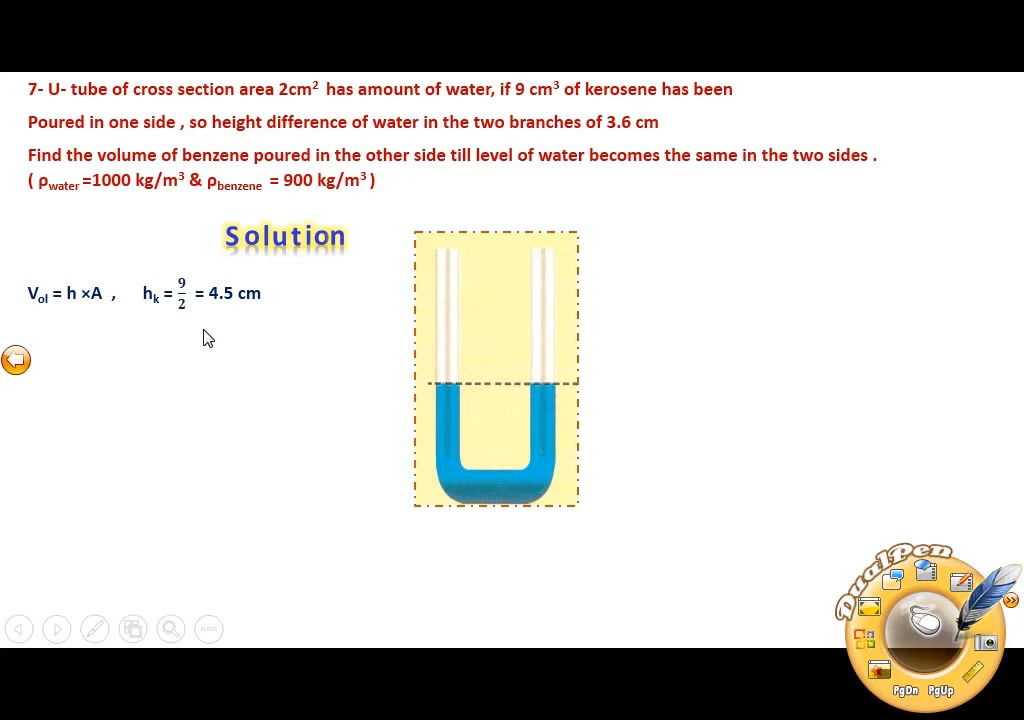 7- U- tube of cross section area 2cm² has amount of water, if 9 cm³ of kerosene has been
Poured in one side , so height difference of water in the two branches of 3.6 cm
Find the volume of benzene poured in the other side till level of water becomes the same in the two sides .
( ρwater =1000 kg/m³ & ρbenzene = 900 kg/m³ )
Solution
Vol = h ×A , hk = 9/2 = 4.5 cm
DualPen
PgDn PgUp